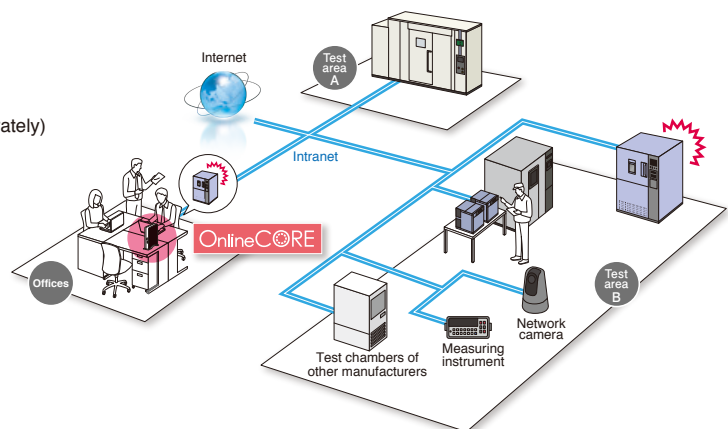 Internet
Test
area
A
ately)
Intranet
OnlineCORE
Offices
Test
area
B
Network
camera
Measuring
instrument
Test chambers of
other manufacturers